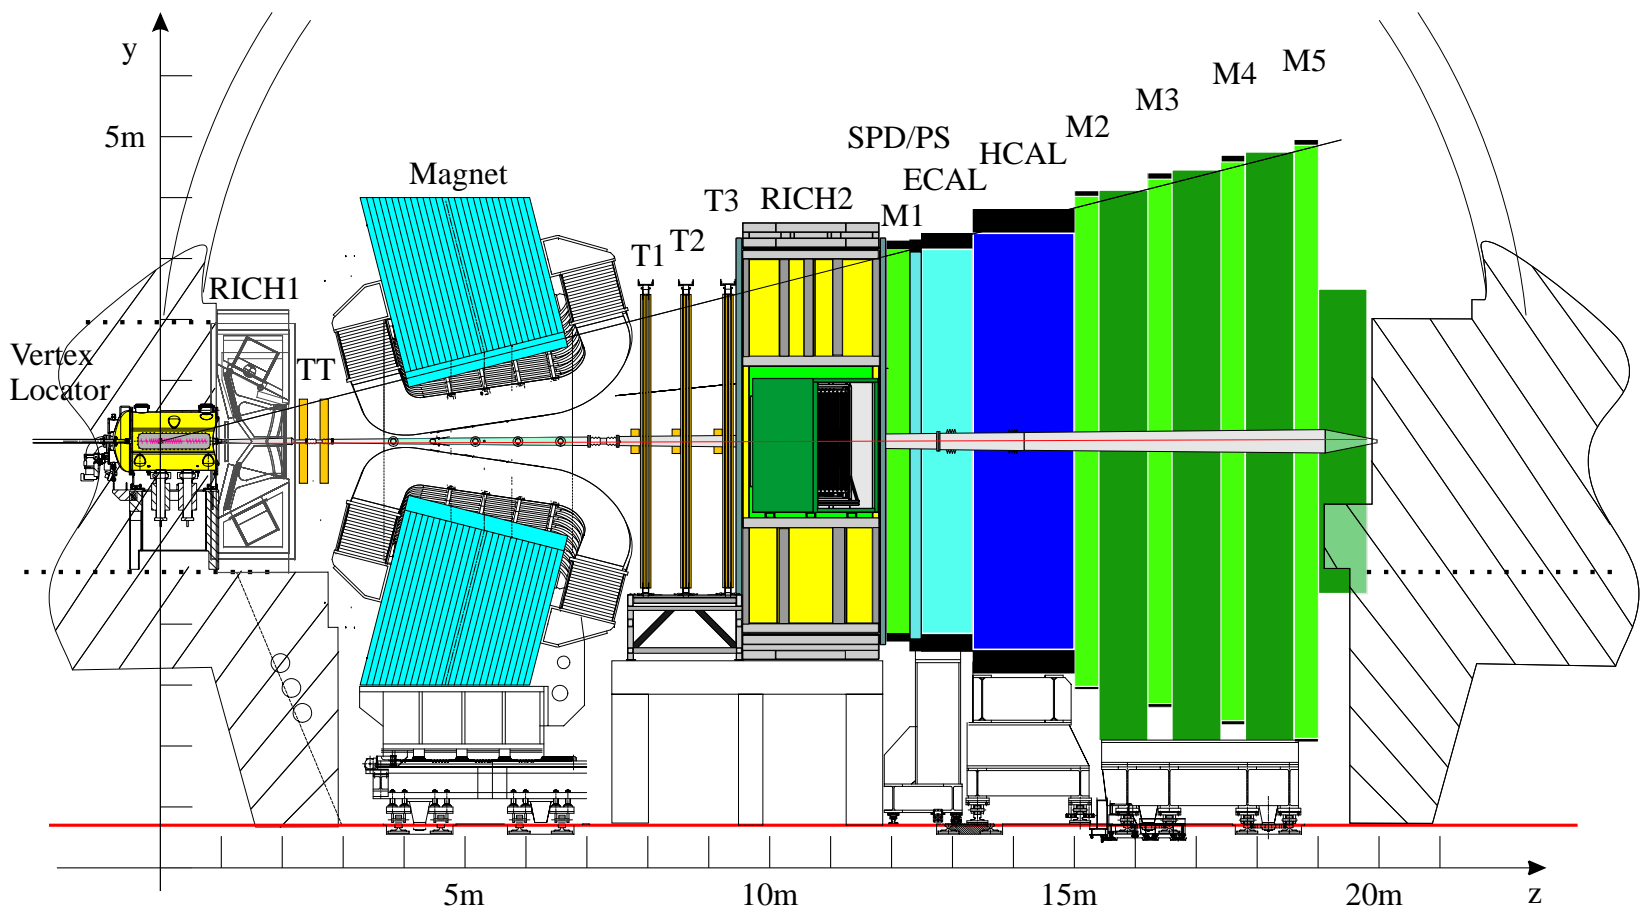 y
5m
Vertex
Locator
RICH1
TT
Magnet
T1
T2
T3
RICH2
M1
SPD/PS
ECAL
HCAL
M2
M3
M4
M5
5m
10m
15m
20m
z